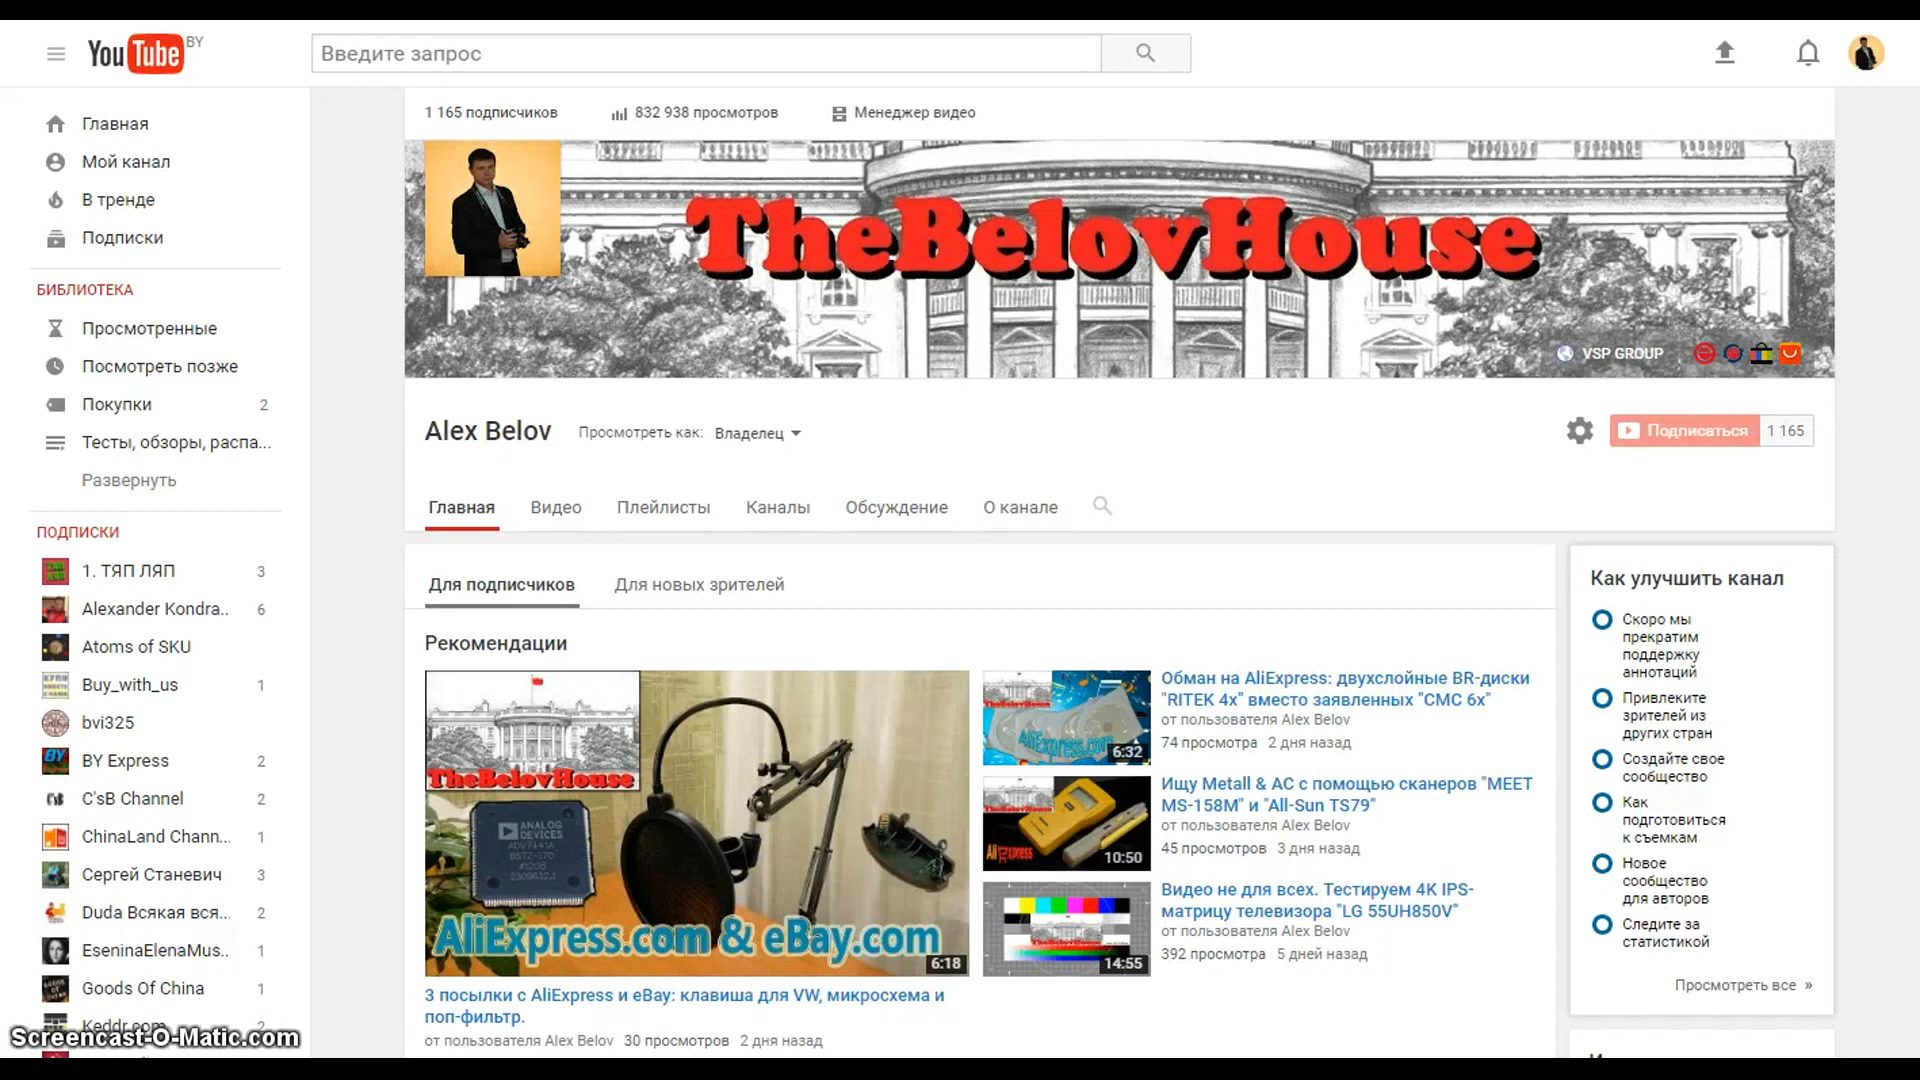 YouTube BY
Введите запрос
1 165 подписчиков
832 938 просмотров
Менеджер видео
TheBelovHouse
VSP GROUP
Alex Belov
Просмотреть как: Владелец
Подписаться 1 165
Главная
Видео
Плейлисты
Каналы
Обсуждение
О канале
Главная
Мой канал
В тренде
Подписки
БИБЛИОТЕКА
Просмотренные
Посмотреть позже
Покупки 2
Тесты, обзоры, распа...
Развернуть
ПОДПИСКИ
1. ТЯП ЛЯП 3
Alexander Kondra.. 6
Atoms of SKU
Buy_with_us 1
bvi325
BY Express 2
C'sB Channel 2
ChinaLand Chann... 1
Сергей Станевич 3
Duda Всякая вся... 2
EseninaElenaMus.. 1
Goods Of China 1
Keddr.com 2
Screencast-O-Matic.com
Для подписчиков
Для новых зрителей
Рекомендации
TheBelovHouse
ANALOG
DEVICES
ADV7441A
BSTZ-170
AliExpress.com & eBay.com
6:18
3 посылки с AliExpress и eBay: клавиша для VW, микросхема и
поп-фильтр.
от пользователя Alex Belov 30 просмотров 2 дня назад
AliExpress.com
6:32
Обман на AliExpress: двухслойные BR-диски
"RITEK 4x" вместо заявленных "CMC 6x"
от пользователя Alex Belov
74 просмотра 2 дня назад
10:50
Ищу Metall & AC с помощью сканеров "MEET
MS-158M" и "All-Sun TS79"
от пользователя Alex Belov
45 просмотров 3 дня назад
14:55
Видео не для всех. Тестируем 4K IPS-
матрицу телевизора "LG 55UH850V"
от пользователя Alex Belov
392 просмотра 5 дней назад
Как улучшить канал
Скоро мы
прекратим
поддержку
аннотаций
Привлеките
зрителей из
других стран
Создайте свое
сообщество
Как
подготовиться
к съемкам
Новое
сообщество
для авторов
Следите за
статистикой
Просмотреть все »